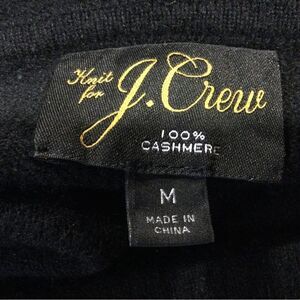 Knit
for
J.Crew
100%
CASHMERE
M
MADE IN
CHINA